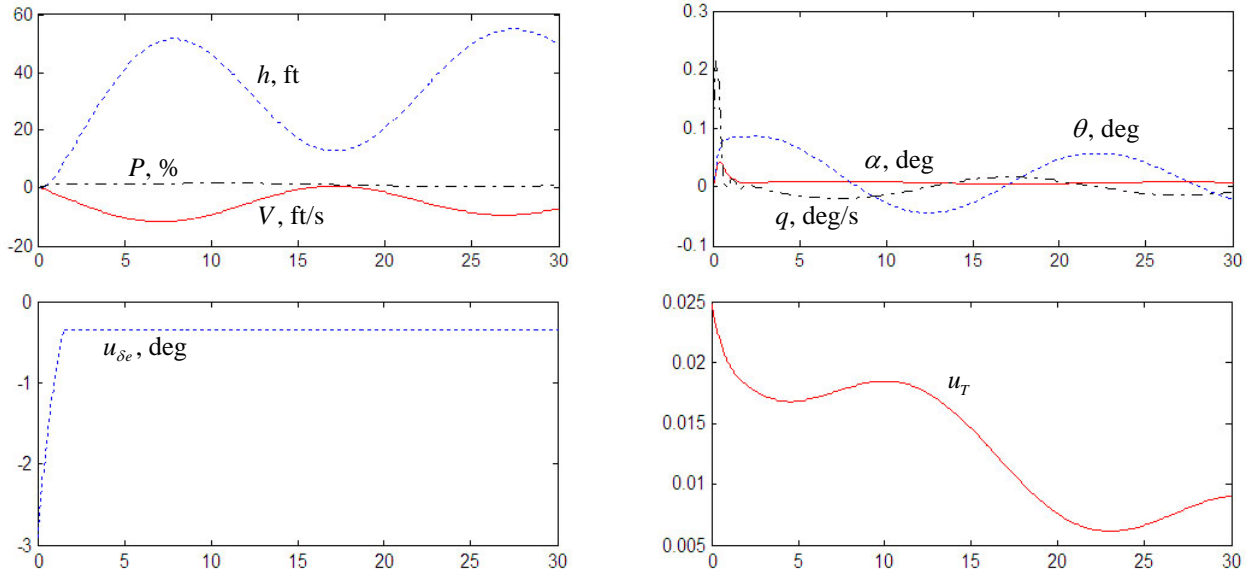 60
40
20
0
-20
0 5 10 15 20 25 30
h, ft
P, %
V, ft/s
0.3
0.2
0.1
0
-0.1
0 5 10 15 20 25 30
θ, deg
α, deg
q, deg/s
0
-1
-2
-3
0 5 10 15 20 25 30
u_δe, deg
0.025
0.02
0.015
0.01
0.005
0 5 10 15 20 25 30
u_T